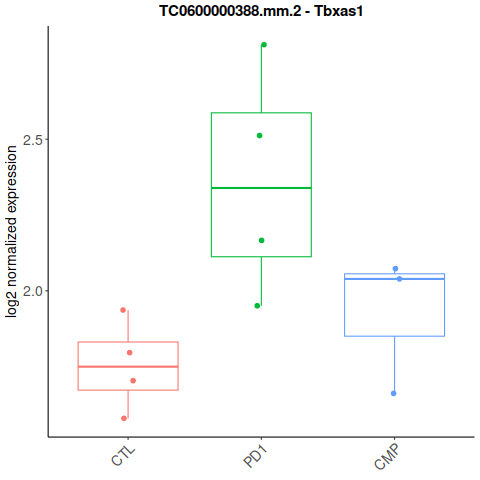 TC0600000388.mm.2 - Tbxas1
log2 normalized expression
2.5
2.0
CTL
PD1
CMP